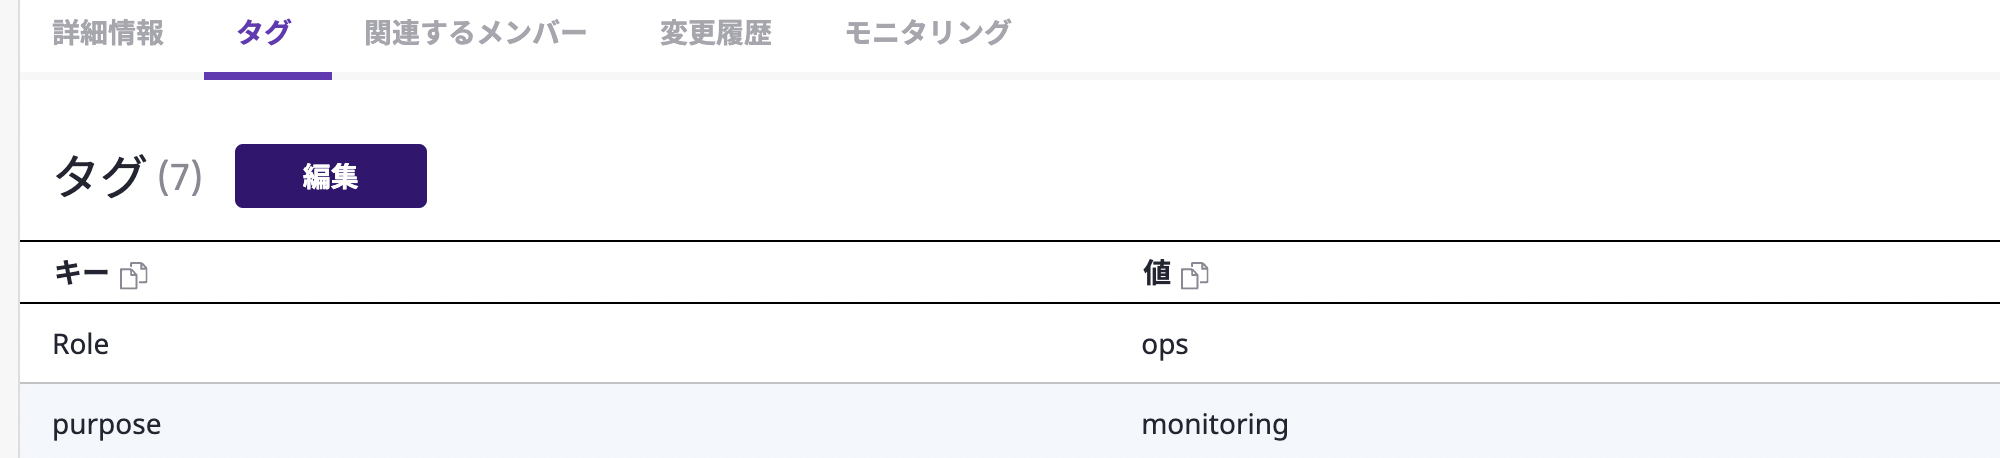 詳細情報 タグ 関連するメンバー 変更履歴 モニタリング
タグ (7) 編集
キー 値
Role ops
purpose monitoring